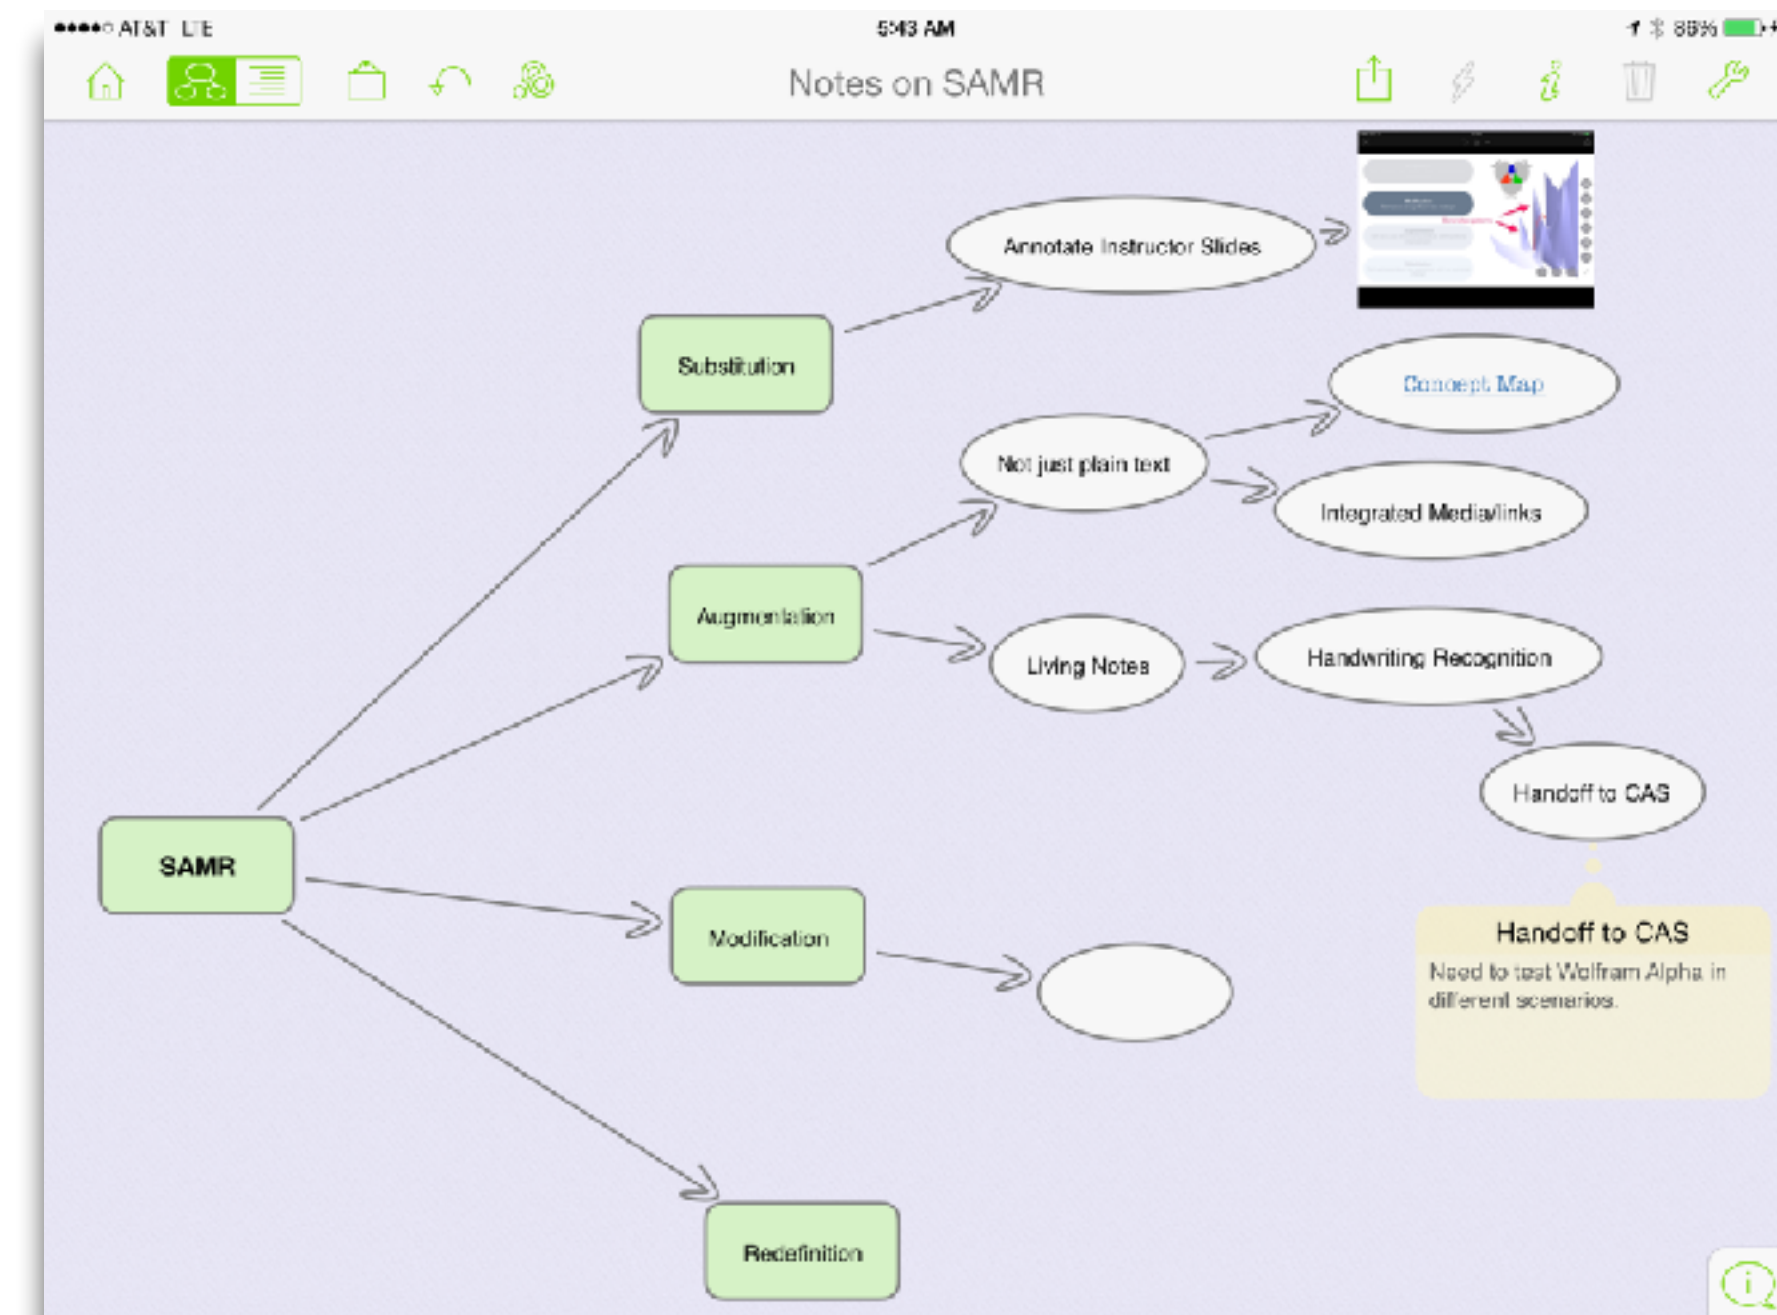 AT&T LTE
5:43 AM
86%
Notes on SAMR
Annotate Instructor Slides
Substitution
Concept Map
Not just plain text
Integrated Media/links
Augmentation
Living Notes
Handwriting Recognition
Handoff to CAS
SAMR
Handoff to CAS
Modification
Need to test Wolfram Alpha in
different scenarios.
Redefinition